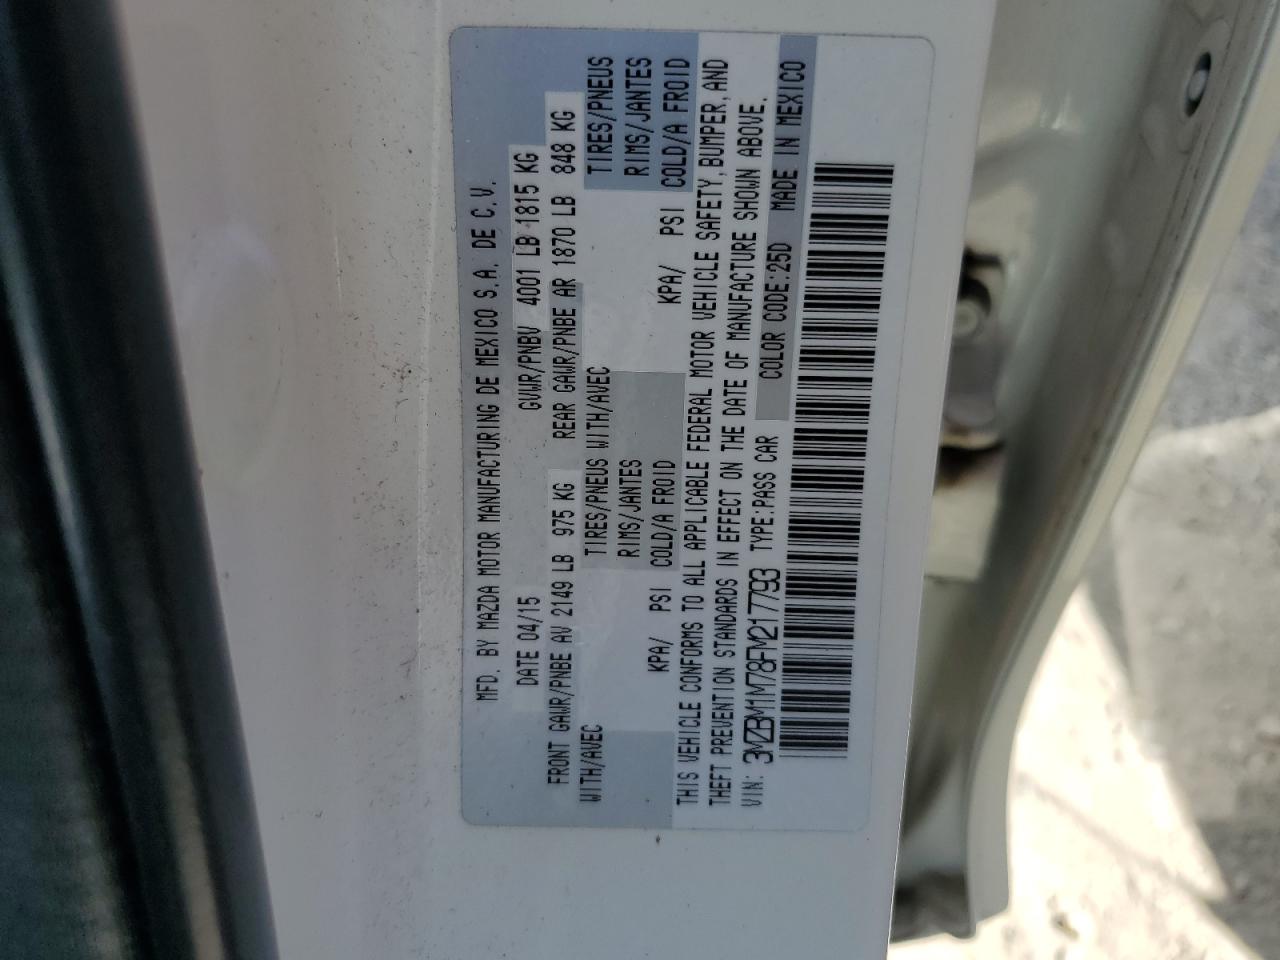 MFD. BY MAZDA MOTOR MANUFACTURING DE MEXICO S.A. DE C.V.
DATE 04/15 GVWR/PNBV 4001 LB 1815 KG
FRONT GAWR/PNBE AV 2149 LB 975 KG REAR GAWR/PNBE AR 1870 LB 848 KG
WITH/AVEC TIRES/PNEUS WITH/AVEC TIRES/PNEUS
RIMS/JANTES RIMS/JANTES
KPA/ PSI COLD/A FROID KPA/ PSI COLD/A FROID
THIS VEHICLE CONFORMS TO ALL APPLICABLE FEDERAL MOTOR VEHICLE SAFETY, BUMPER, AND
THEFT PREVENTION STANDARDS IN EFFECT ON THE DATE OF MANUFACTURE SHOWN ABOVE.
VIN: 3MZBM1M78FM217793 TYPE:PASS CAR COLOR CODE:25D MADE IN MEXICO